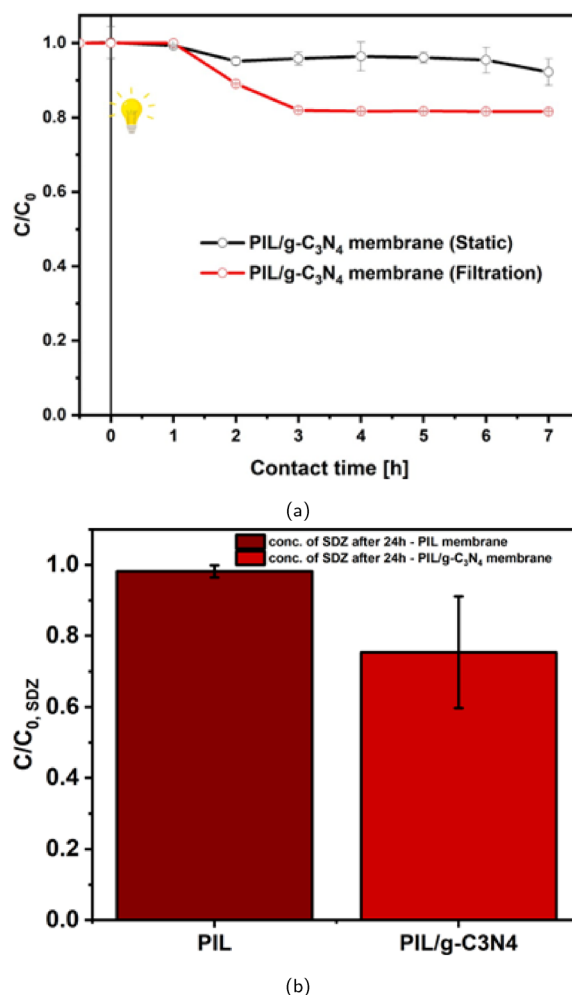 1.0
0.8
0.6
0.4
0.2
0.0
C/C₀
PIL/g-C₃N₄ membrane (Static)
PIL/g-C₃N₄ membrane (Filtration)
0 1 2 3 4 5 6 7
Contact time [h]
(a)
conc. of SDZ after 24h - PIL membrane
conc. of SDZ after 24h - PIL/g-C₃N₄ membrane
1.0
0.8
0.6
0.4
0.2
0.0
C/C₀, SDZ
PIL PIL/g-C3N4
(b)